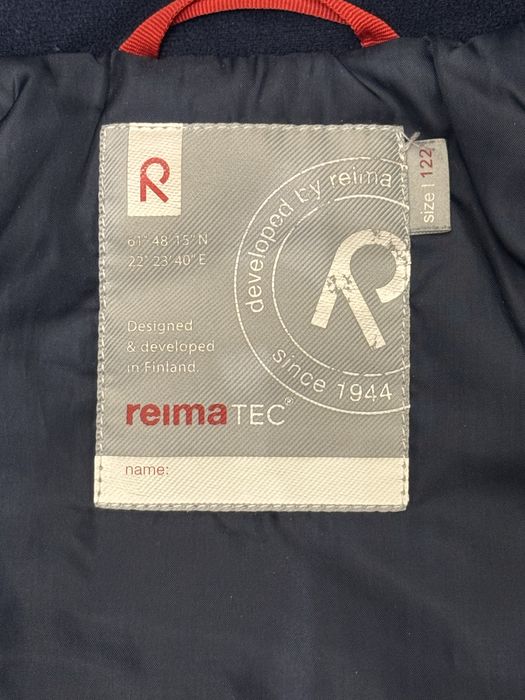 61° 48' 15"N
22° 23' 40"E
developed by reima
since 1944
size | 122
Designed
& developed
in Finland.
reimaTEC®
name: